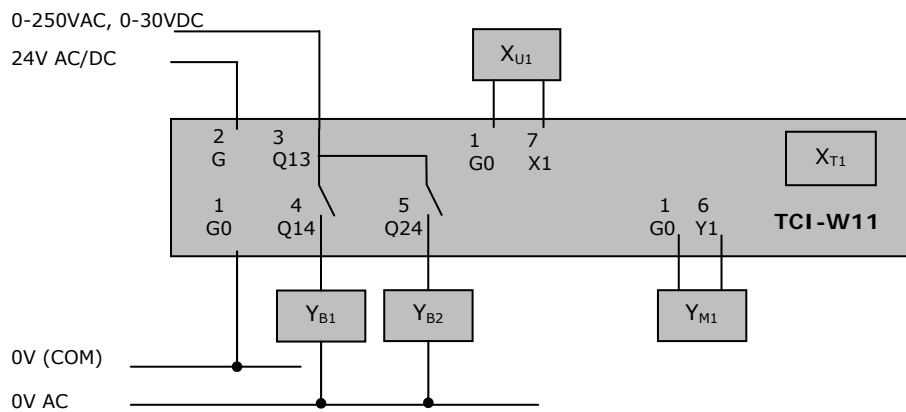 0-250VAC, 0-30VDC
24V AC/DC
XU1
2 3 1 7
G Q13 G0 X1
XT1
1 4 5 1 6
G0 Q14 Q24 G0 Y1
TCI-W11
YB1 YB2 YM1
0V (COM)
0V AC